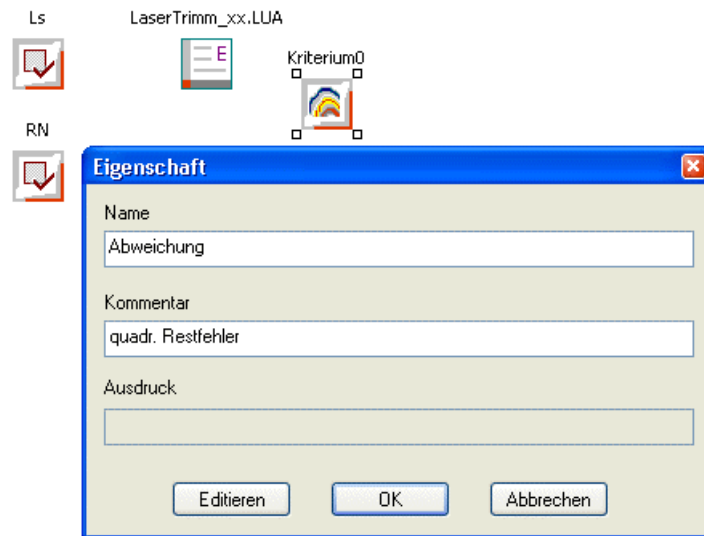 Ls
LaserTrimm_xx.LUA
E
Kriterium0
RN
Eigenschaft
Name
Abweichung
Kommentar
quadr. Restfehler
Ausdruck
Editieren OK Abbrechen